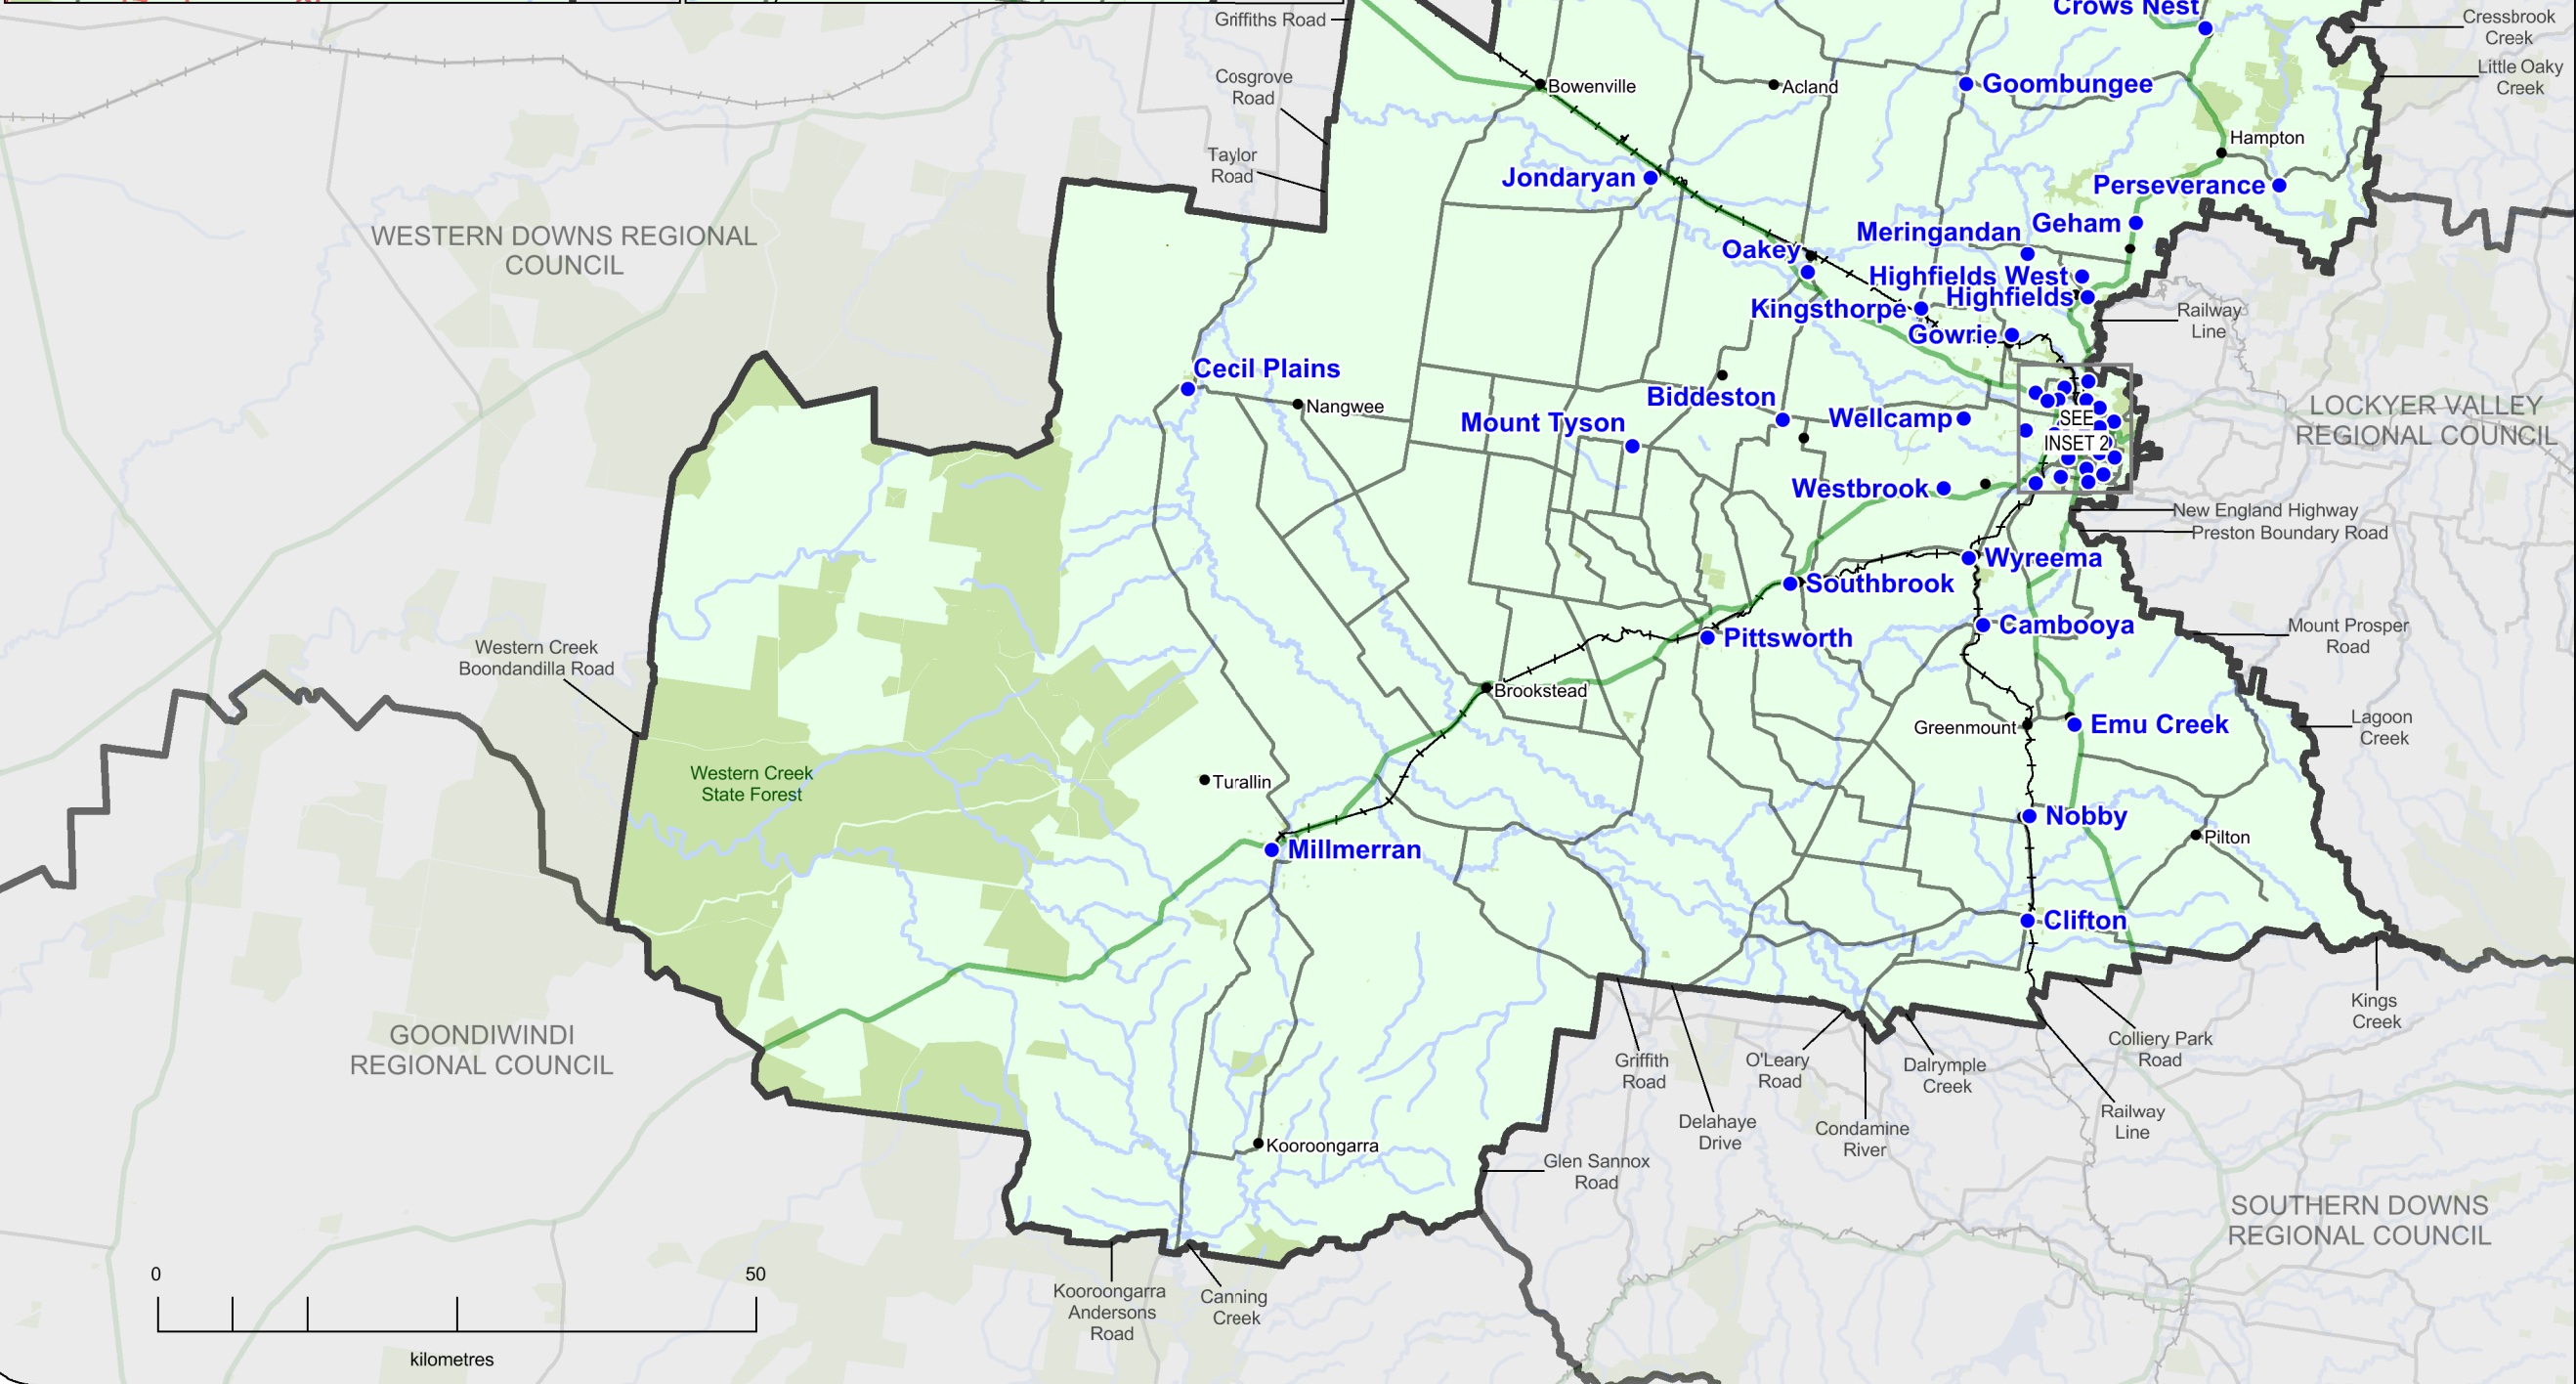 Griffiths Road
Crows Nest
Cressbrook
Creek
Little Oaky
Creek
Cosgrove
Road
Bowenville
Acland
Goombungee
Hampton
Taylor
Road
Jondaryan
Perseverance
Geham
Meringandan
Oakey
Highfields West
Highfields
Kingsthorpe
Gowrie
Railway
Line
WESTERN DOWNS REGIONAL
COUNCIL
Cecil Plains
Nangwee
Mount Tyson
Biddeston
Wellcamp
SEE
INSET 2
LOCKYER VALLEY
REGIONAL COUNCIL
Westbrook
New England Highway
Preston Boundary Road
Wyreema
Southbrook
Cambooya
Pittsworth
Mount Prosper
Road
Western Creek
Boondandilla Road
Brookstead
Greenmount
Emu Creek
Lagoon
Creek
Western Creek
State Forest
Turallin
Nobby
Pilton
Millmerran
Clifton
Kings
Creek
GOONDIWINDI
REGIONAL COUNCIL
Griffith
Road
O'Leary
Road
Dalrymple
Creek
Colliery Park
Road
Delahaye
Drive
Condamine
River
Railway
Line
Kooroongarra
Glen Sannox
Road
SOUTHERN DOWNS
REGIONAL COUNCIL
Kooroongarra
Andersons
Road
Canning
Creek
0
50
kilometres